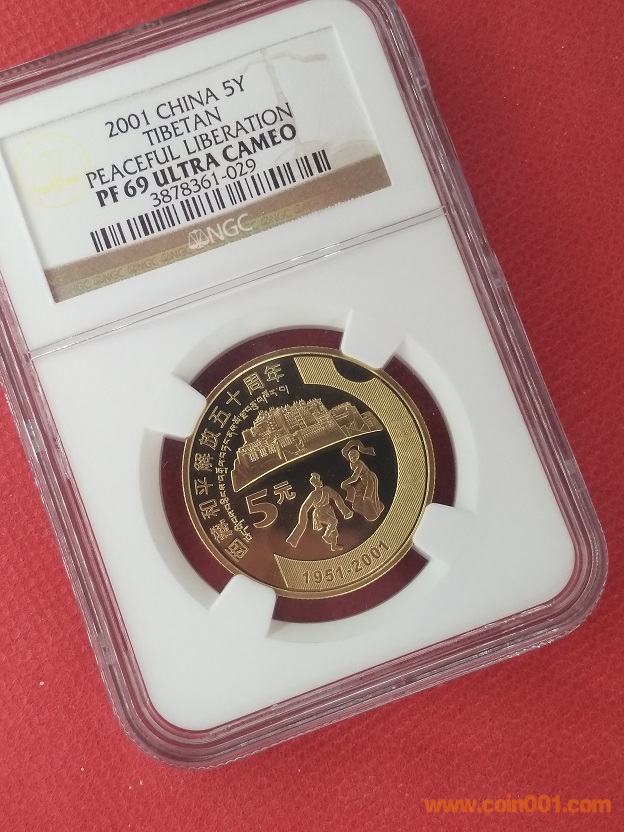 2001 CHINA 5Y
TIBETAN
PEACEFUL LIBERATION
PF 69 ULTRA CAMEO
3878361-029
NGC
西藏和平解放五十周年
5元
1951-2001
www.coin001.com